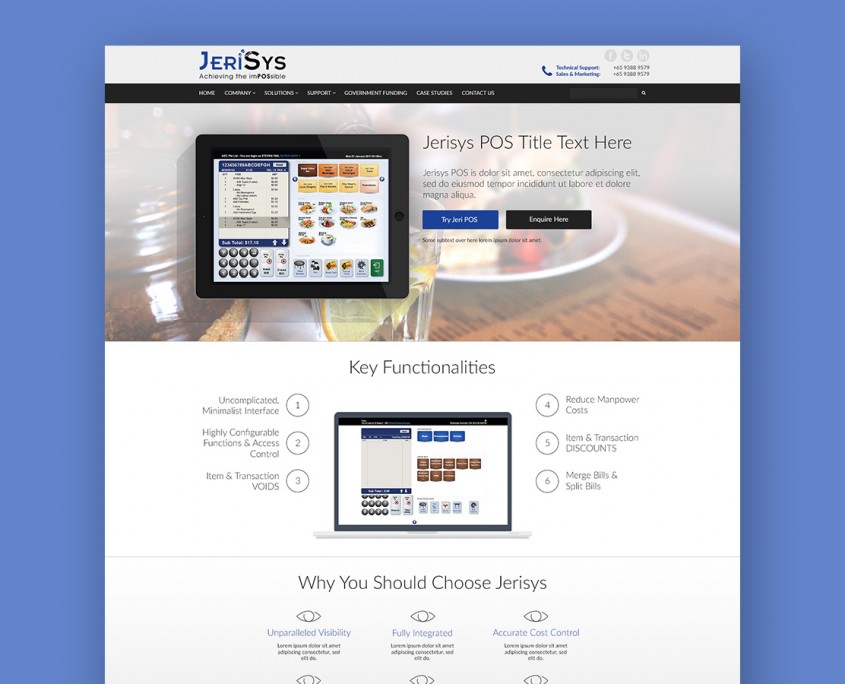 JERISYS
Achieving the imPOSsible
Technical Support: +65 9388 9579
Sales & Marketing: +65 9388 9579
HOME COMPANY SOLUTIONS SUPPORT GOVERNMENT FUNDING CASE STUDIES CONTACT US
Jerisys POS Title Text Here
Jerisys POS is dolor sit amet, consectetur adipiscing elit,
sed do eiusmod tempor incididunt ut labore et dolore
magna aliqua.
Try Jeri POS
Enquire Here
Some subtext over here lorem ipsum dolor sit amet.
1234567890ABCDEFGH
Sub Total: $17.10
Key Functionalities
Uncomplicated,
Minimalist Interface
1
Highly Configurable
Functions & Access
Control
2
Item & Transaction
VOIDS
3
4
Reduce Manpower
Costs
5
Item & Transaction
DISCOUNTS
6
Merge Bills &
Split Bills
Why You Should Choose Jerisys
Unparalleled Visibility
Lorem ipsum dolor sit amet
adipiscing consectetur, sed
elit do.
Fully Integrated
Lorem ipsum dolor sit amet
adipiscing consectetur, sed
elit do.
Accurate Cost Control
Lorem ipsum dolor sit amet
adipiscing consectetur, sed
elit do.